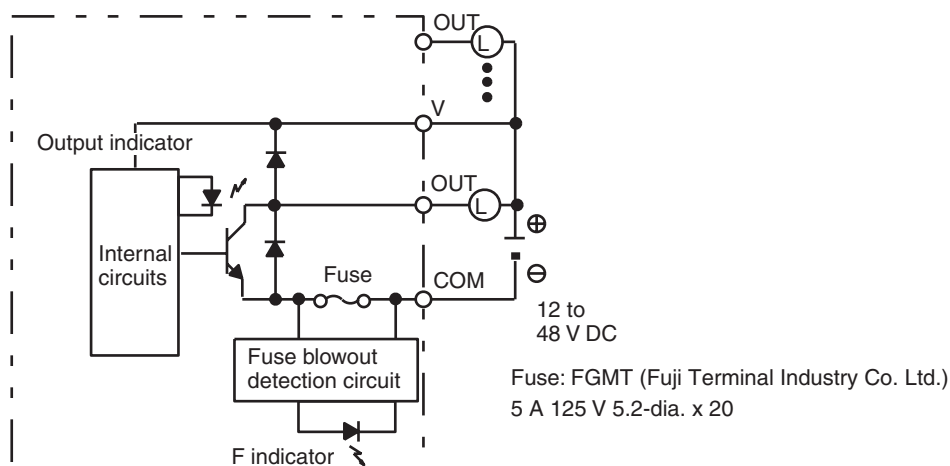 OUT
L
V
Output indicator
OUT
L
Internal
circuits
Fuse
COM
12 to
48 V DC
Fuse blowout
detection circuit
Fuse: FGMT (Fuji Terminal Industry Co. Ltd.)
5 A 125 V 5.2-dia. x 20
F indicator